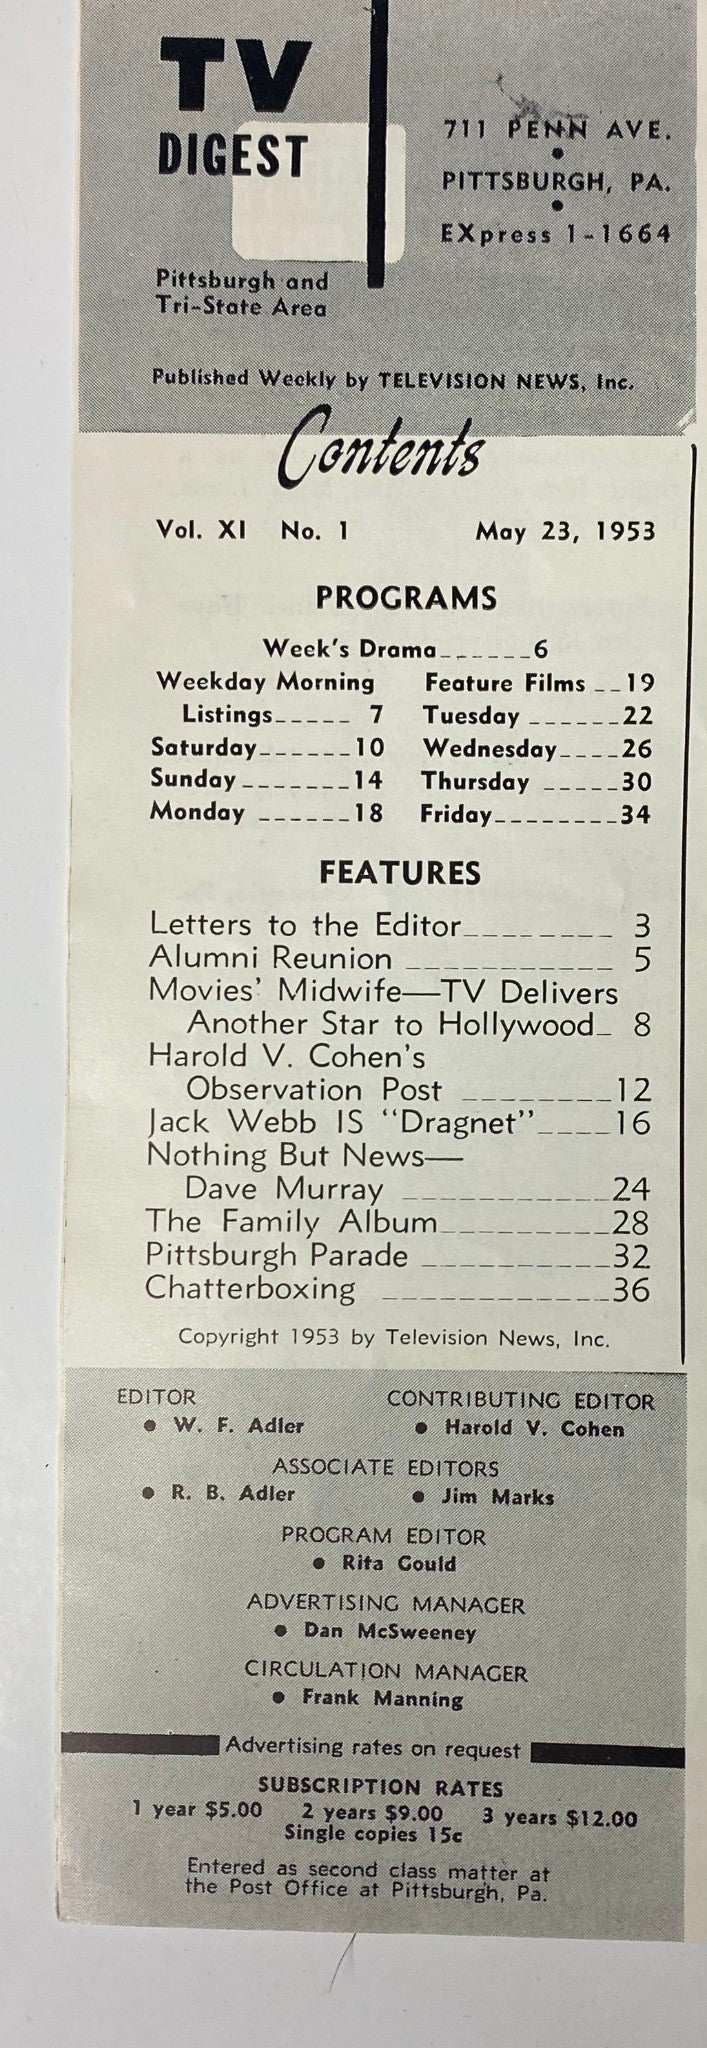 TV
DIGEST
711 PENN AVE.
•
PITTSBURGH, PA.
•
EXpress 1-1664
Pittsburgh and
Tri-State Area
Published Weekly by TELEVISION NEWS, Inc.
Contents
Vol. XI No. 1 May 23, 1953
PROGRAMS
Week's Drama______6
Weekday Morning
Listings_____ 7
Saturday______10
Sunday_______14
Monday ______18
Feature Films __19
Tuesday ______22
Wednesday____26
Thursday _____30
Friday________34
FEATURES
Letters to the Editor________ 3
Alumni Reunion ___________ 5
Movies' Midwife—TV Delivers
Another Star to Hollywood_ 8
Harold V. Cohen's
Observation Post ________12
Jack Webb IS "Dragnet"____16
Nothing But News—
Dave Murray ___________24
The Family Album_________28
Pittsburgh Parade __________32
Chatterboxing ____________36
Copyright 1953 by Television News, Inc.
EDITOR
• W. F. Adler
CONTRIBUTING EDITOR
• Harold V. Cohen
ASSOCIATE EDITORS
• R. B. Adler • Jim Marks
PROGRAM EDITOR
• Rita Gould
ADVERTISING MANAGER
• Dan McSweeney
CIRCULATION MANAGER
• Frank Manning
Advertising rates on request
SUBSCRIPTION RATES
1 year $5.00 2 years $9.00 3 years $12.00
Single copies 15c
Entered as second class matter at
the Post Office at Pittsburgh, Pa.